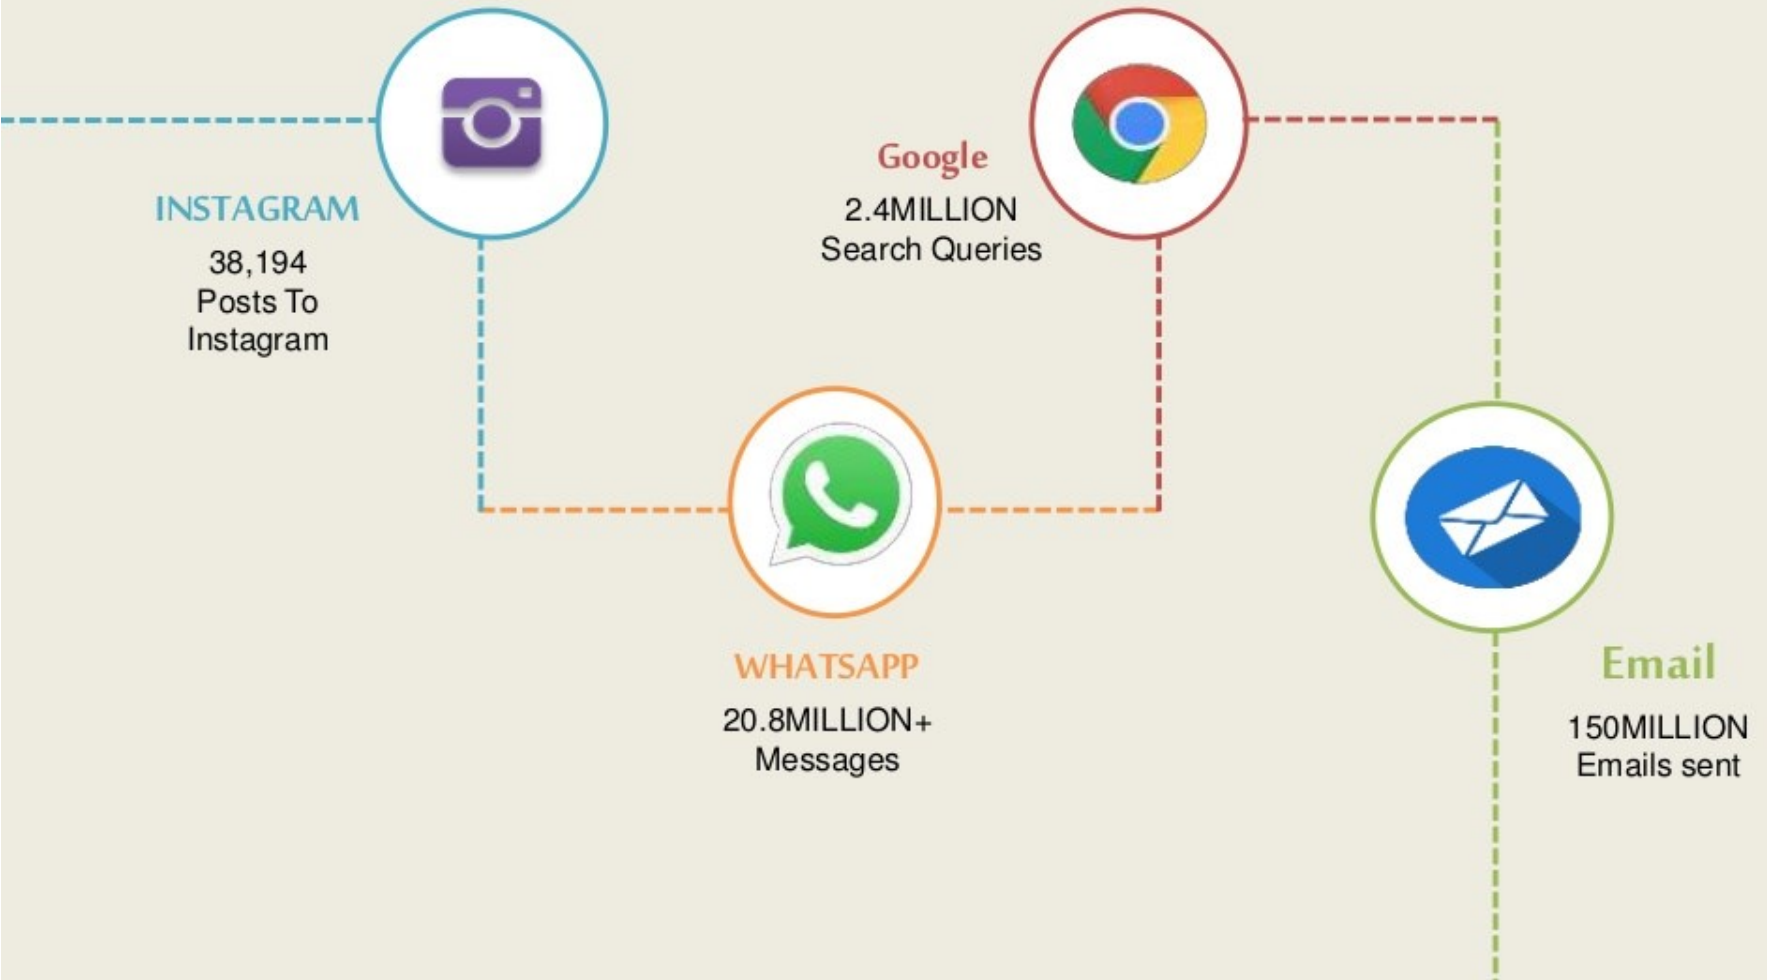 INSTAGRAM
38,194
Posts To
Instagram
Google
2.4MILLION
Search Queries
WHATSAPP
20.8MILLION+
Messages
Email
150MILLION
Emails sent